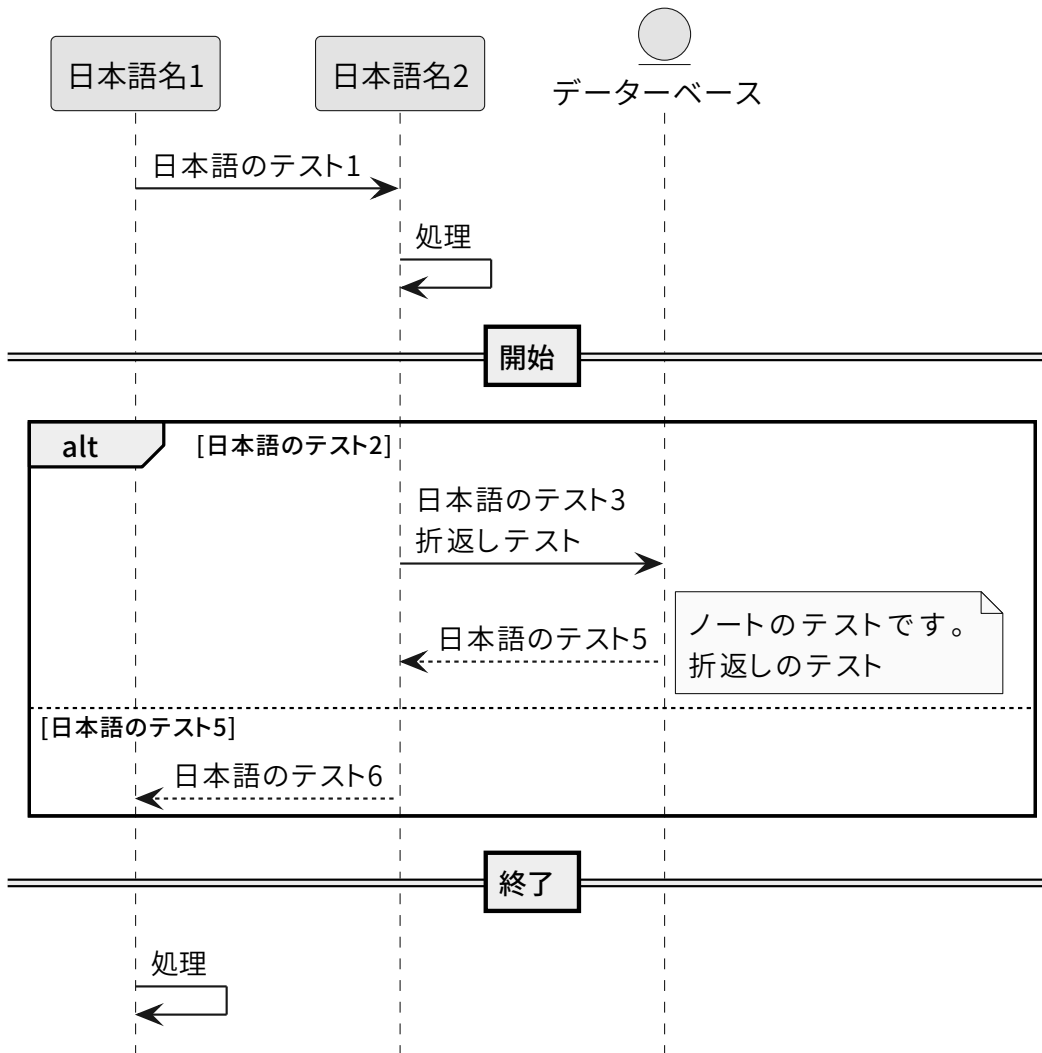 日本語名1
日本語名2
データーベース
日本語のテスト1
処理
開始
alt
[日本語のテスト2]
日本語のテスト3
折返しテスト
日本語のテスト5
ノートのテストです。
折返しのテスト
[日本語のテスト5]
日本語のテスト6
終了
処理